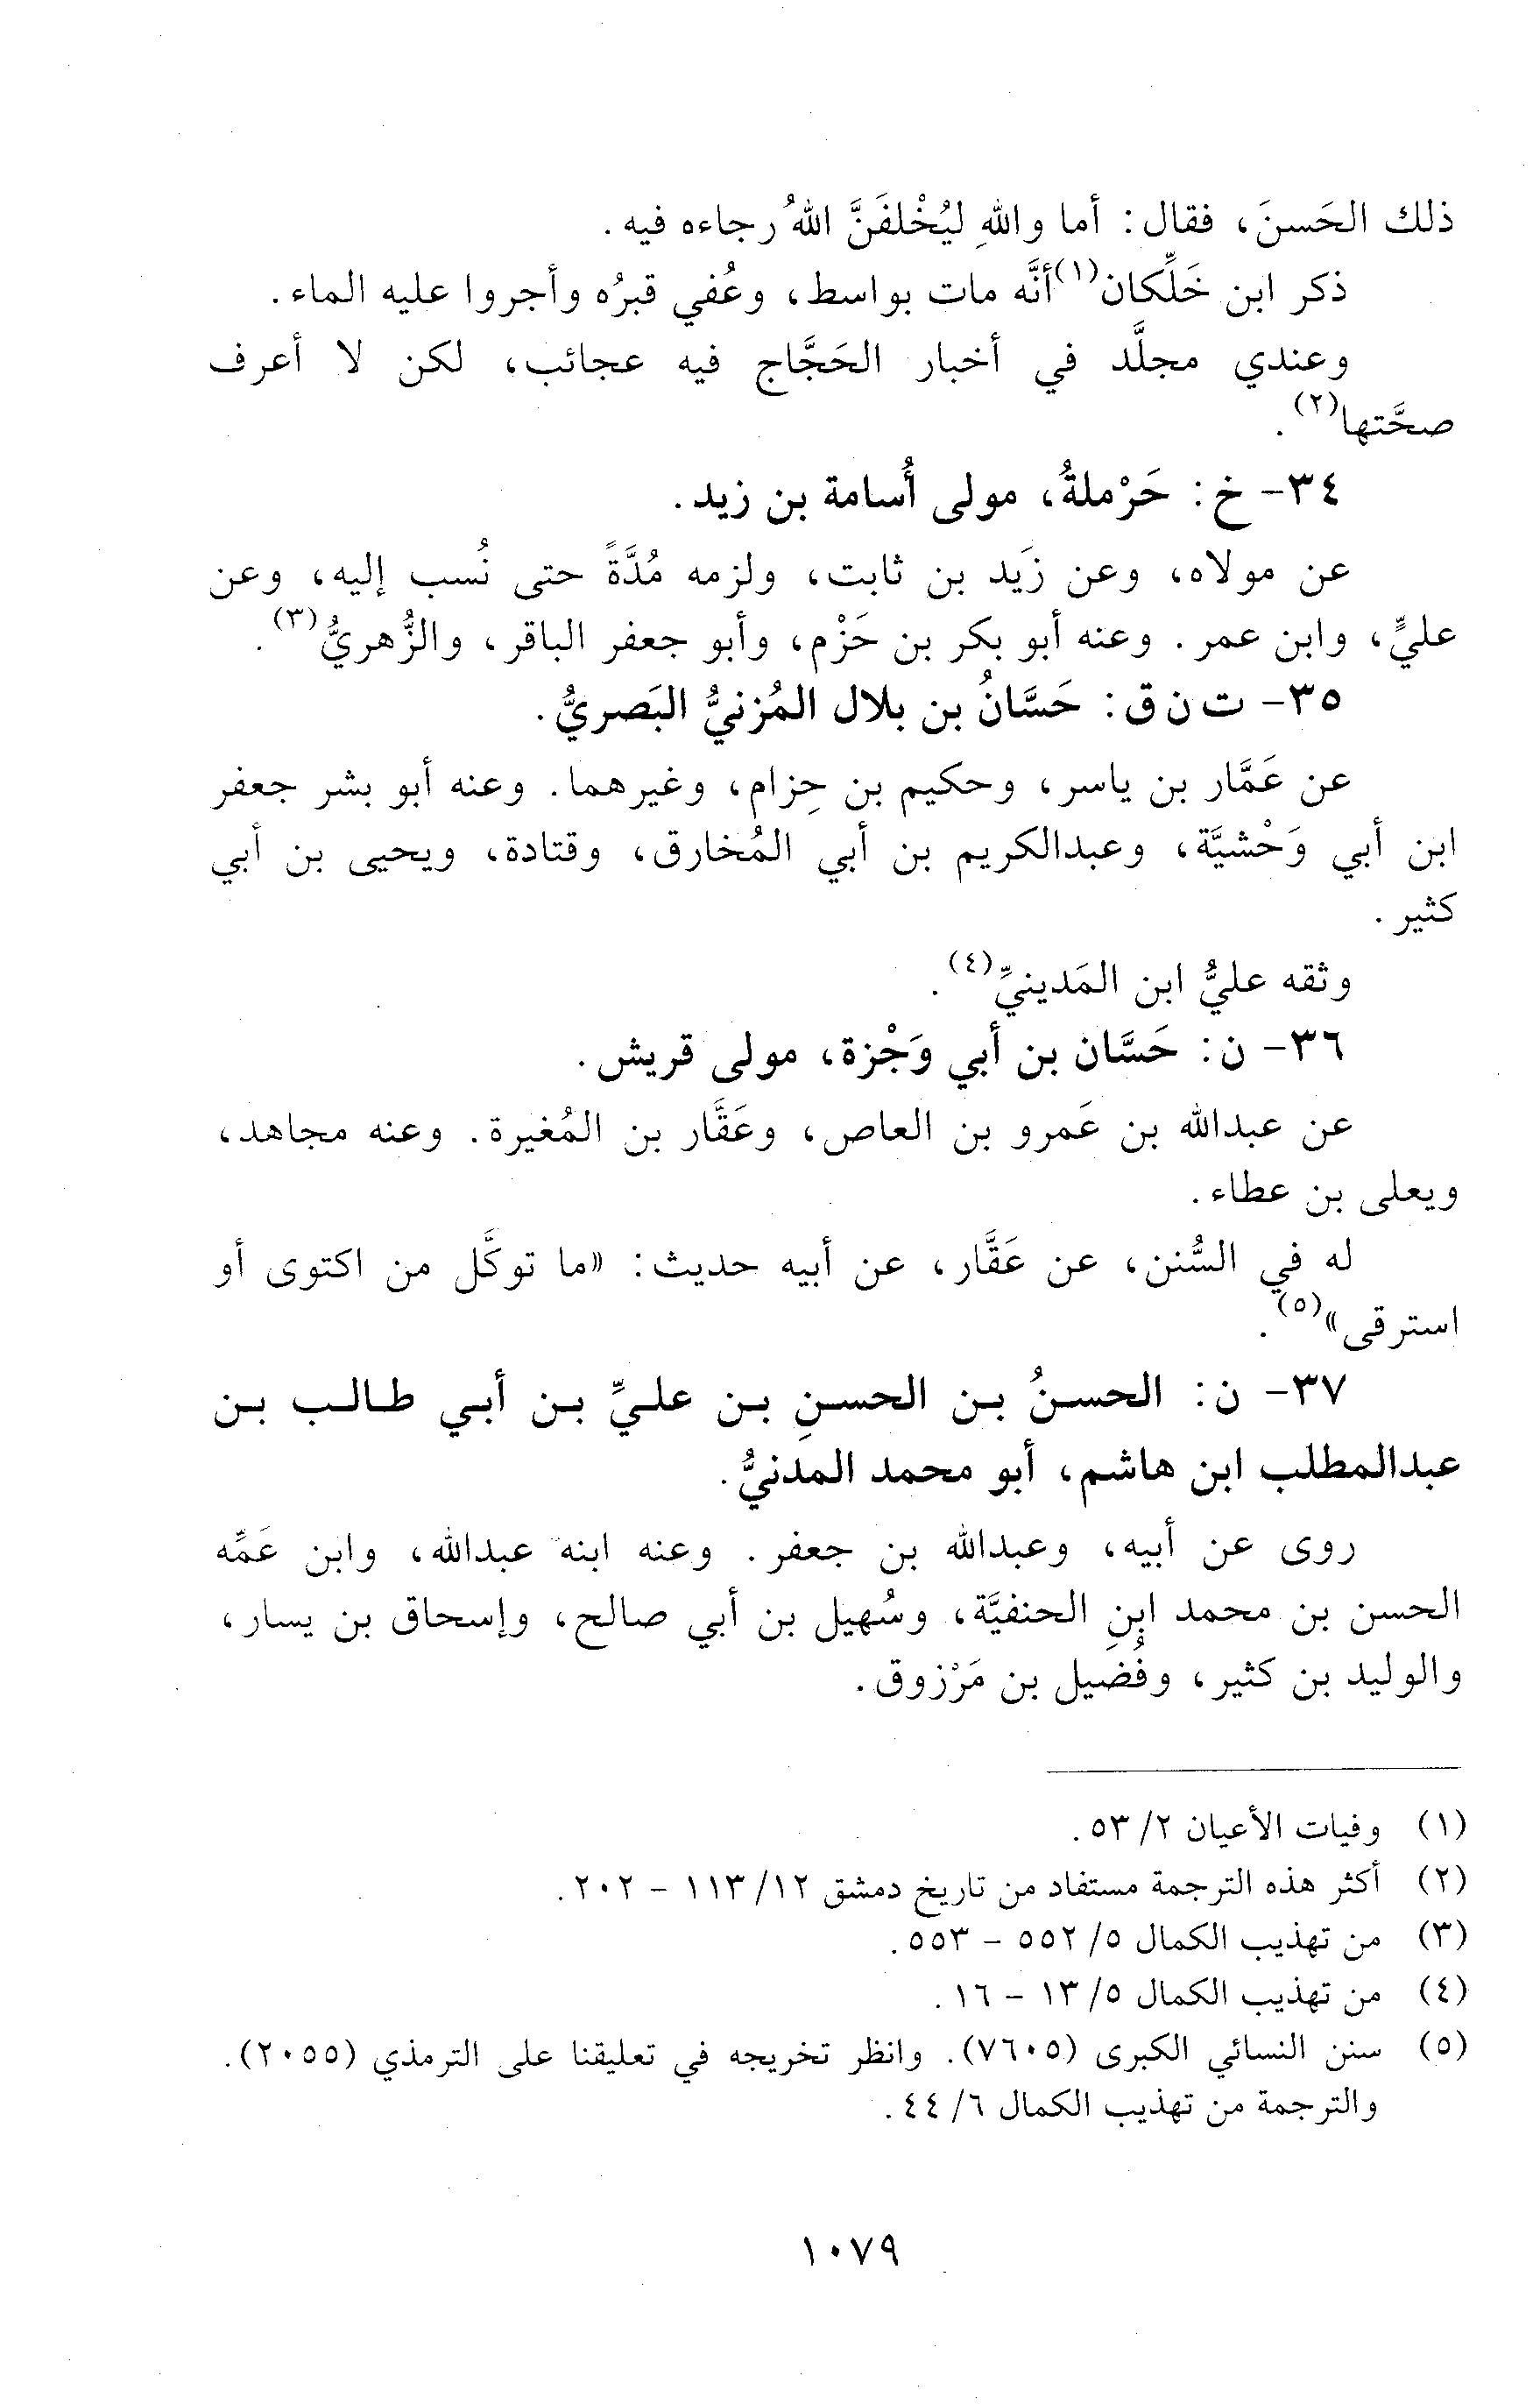 ذلك الحَسنَ، فقال: أما واللهِ ليُخْلفَنَّ اللهُ رجاءه فيه.
ذكر ابن خَلِّكان(١) أنَّه مات بواسط، وعُفي قبرُه وأجروا عليه الماء.
وعندي مجلَّد في أخبار الحَجَّاج فيه عجائب، لكن لا أعرف
صحَّتها(٢).
٣٤- خ: حَرْملةُ، مولى أُسامة بن زيد.
عن مولاه، وعن زَيد بن ثابت، ولزمه مُدَّةً حتى نُسب إليه، وعن
عليٍّ، وابن عمر. وعنه أبو بكر بن حَزْم، وأبو جعفر الباقر، والزُّهريُّ(٣).
٣٥- ت ن ق: حَسَّانُ بن بلال المُزنيُّ البَصريُّ.
عن عَمَّار بن ياسر، وحكيم بن حِزام، وغيرهما. وعنه أبو بشر جعفر
ابن أبي وَحْشيَّة، وعبدالكريم بن أبي المُخارق، وقتادة، ويحيى بن أبي
كثير.
وثقه عليُّ ابن المَدينيِّ(٤).
٣٦- ن: حَسَّان بن أبي وَجْزة، مولى قريش.
عن عبدالله بن عَمرو بن العاص، وعَقَّار بن المُغيرة. وعنه مجاهد،
ويعلى بن عطاء.
له في السُّنن، عن عَقَّار، عن أبيه حديث: «ما توكَّل من اكتوى أو
استرقى»(٥).
٣٧- ن: الحسنُ بن الحسنِ بن عليِّ بن أبي طالب بن
عبدالمطلب ابن هاشم، أبو محمد المدنيُّ.
روى عن أبيه، وعبدالله بن جعفر. وعنه ابنه عبدالله، وابن عَمِّه
الحسن بن محمد ابنِ الحنفيَّة، وسُهيل بن أبي صالح، وإسحاق بن يسار،
والوليد بن كثير، وفُضيل بن مَرْزوق.
(١) وفيات الأعيان ٢/ ٥٣.
(٢) أكثر هذه الترجمة مستفاد من تاريخ دمشق ١٢/ ١١٣ - ٢٠٢.
(٣) من تهذيب الكمال ٥/ ٥٥٢ - ٥٥٣.
(٤) من تهذيب الكمال ٥/ ١٣ - ١٦.
(٥) سنن النسائي الكبرى (٧٦٠٥). وانظر تخريجه في تعليقنا على الترمذي (٢٠٥٥).
والترجمة من تهذيب الكمال ٦/ ٤٤.
١٠٧٩